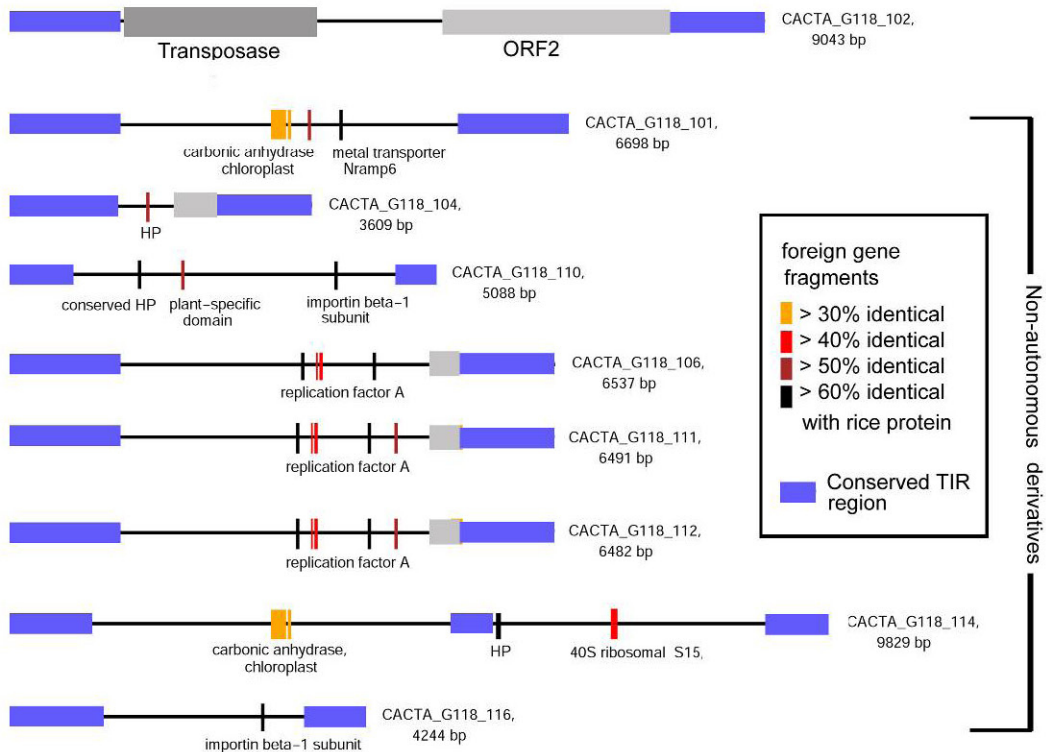 Transposase
ORF2
CACTA_G118_102,
9043 bp
carbonic anhydrase
chloroplast
metal transporter
Nramp6
CACTA_G118_101,
6698 bp
HP
CACTA_G118_104,
3609 bp
conserved HP
plant-specific
domain
importin beta-1
subunit
CACTA_G118_110,
5088 bp
replication factor A
CACTA_G118_106,
6537 bp
replication factor A
CACTA_G118_111,
6491 bp
replication factor A
CACTA_G118_112,
6482 bp
carbonic anhydrase,
chloroplast
HP
40S ribosomal S15,
CACTA_G118_114,
9829 bp
importin beta-1 subunit
CACTA_G118_116,
4244 bp
foreign gene
fragments
> 30% identical
> 40% identical
> 50% identical
> 60% identical
with rice protein
Conserved TIR
region
Non-autonomous derivatives